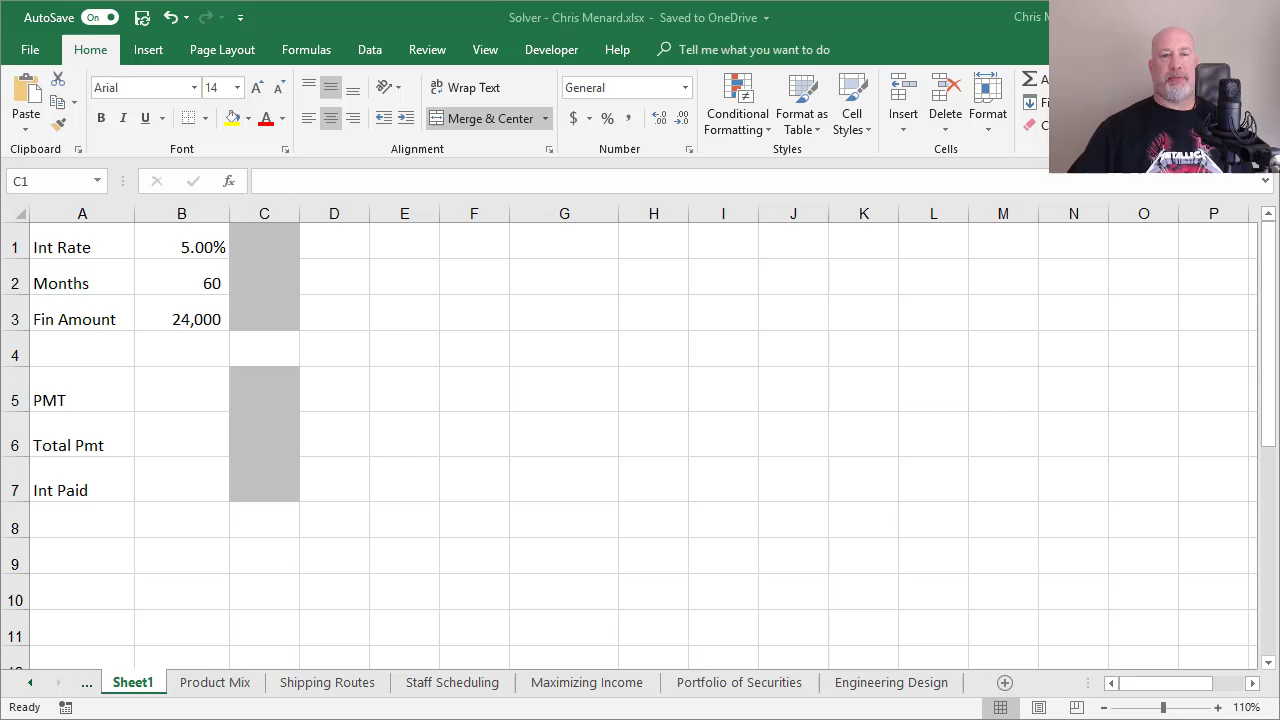 AutoSave On Solver - Chris Menard.xlsx - Saved to OneDrive Chris M
File Home Insert Page Layout Formulas Data Review View Developer Help Tell me what you want to do
Paste Arial 14 Wrap Text General Conditional Formatting Format as Table Cell Styles Insert Delete Format A
B I U Merge & Center $ % , Fi
C
Clipboard Font Alignment Number Styles Cells
C1 fx
A B C D E F G H I J K L M N O P
1 Int Rate 5.00%
2 Months 60
3 Fin Amount 24,000
4
5 PMT
6 Total Pmt
7 Int Paid
8
9
10
11
... Sheet1 Product Mix Shipping Routes Staff Scheduling Maximizing Income Portfolio of Securities Engineering Design
Ready 110%
METALLICA